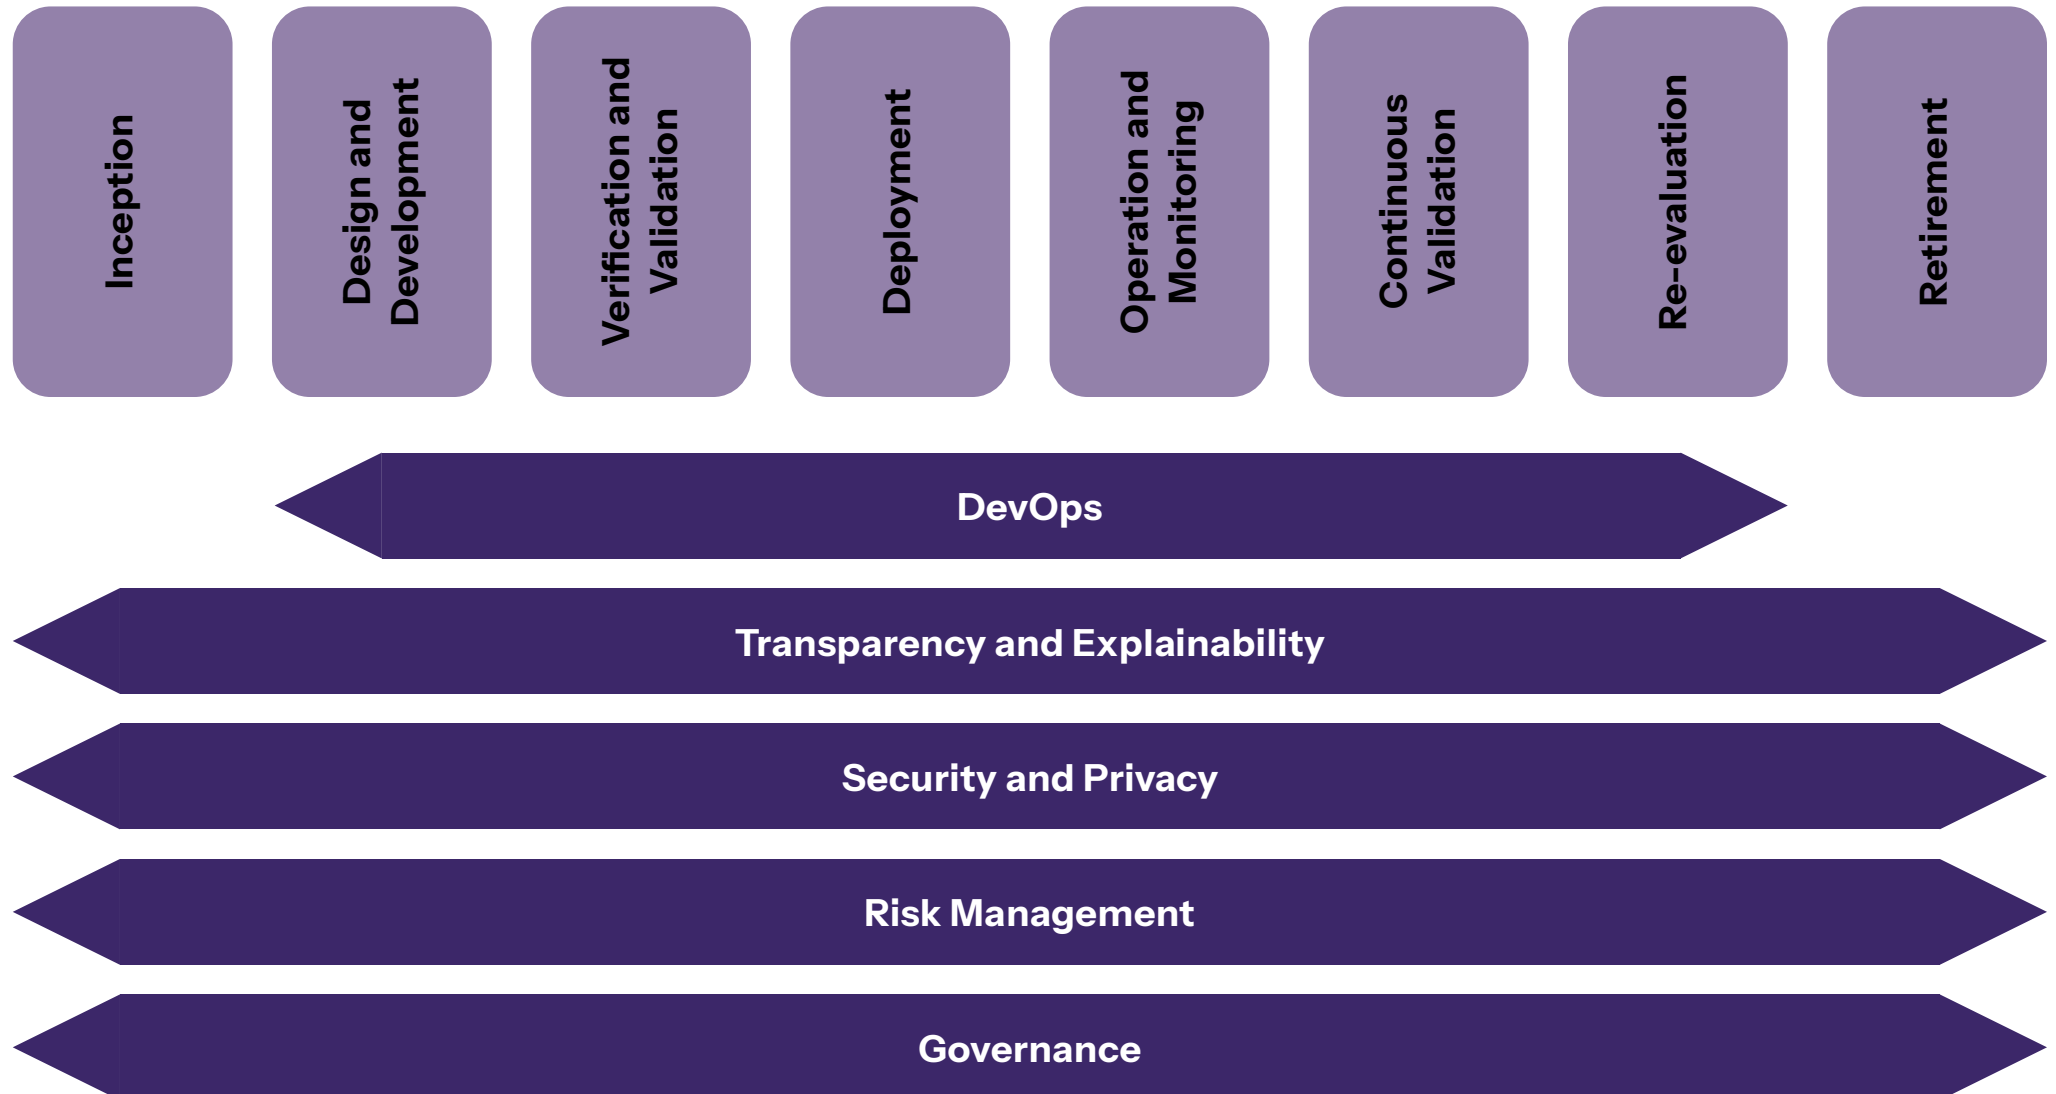 Inception
Design and
Development
Verification and
Validation
Deployment
Operation and
Monitoring
Continuous
Validation
Re-evaluation
Retirement
DevOps
Transparency and Explainability
Security and Privacy
Risk Management
Governance